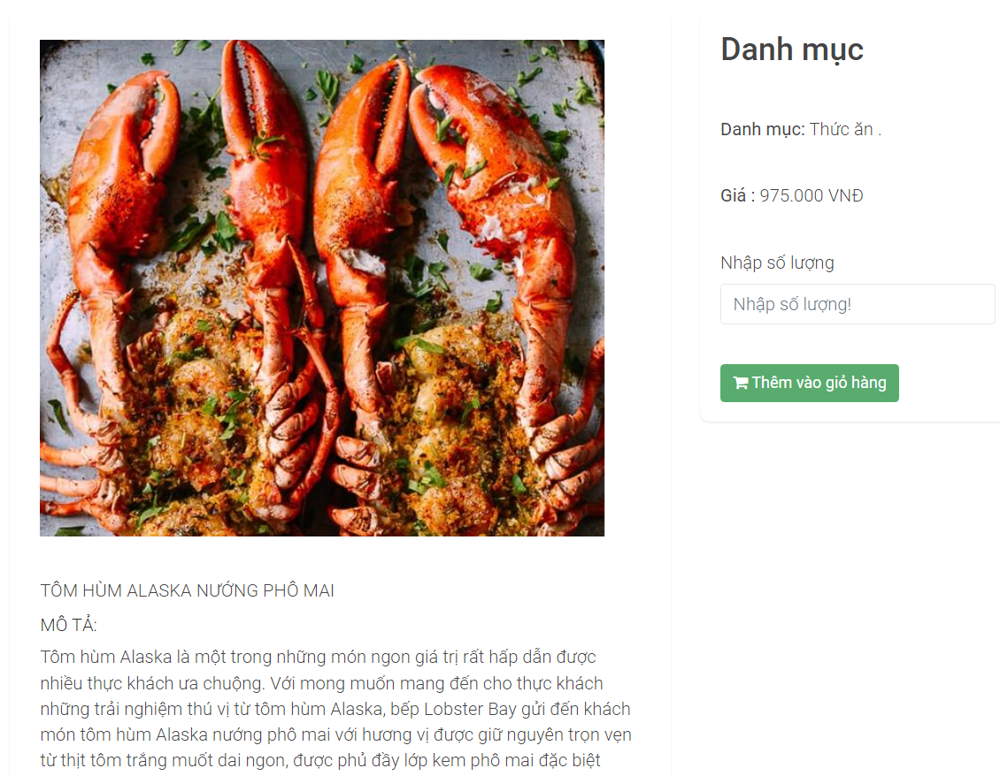 Danh mục
Danh mục: Thức ăn .
Giá : 975.000 VNĐ
Nhập số lượng
Nhập số lượng!
Thêm vào giỏ hàng
TÔM HÙM ALASKA NƯỚNG PHÔ MAI
MÔ TẢ:
Tôm hùm Alaska là một trong những món ngon giá trị rất hấp dẫn được
nhiều thực khách ưa chuộng. Với mong muốn mang đến cho thực khách
những trải nghiệm thú vị từ tôm hùm Alaska, bếp Lobster Bay gửi đến khách
món tôm hùm Alaska nướng phô mai với hương vị được giữ nguyên trọn vẹn
từ thịt tôm trắng muốt dai ngon, được phủ đầy lớp kem phô mai đặc biệt